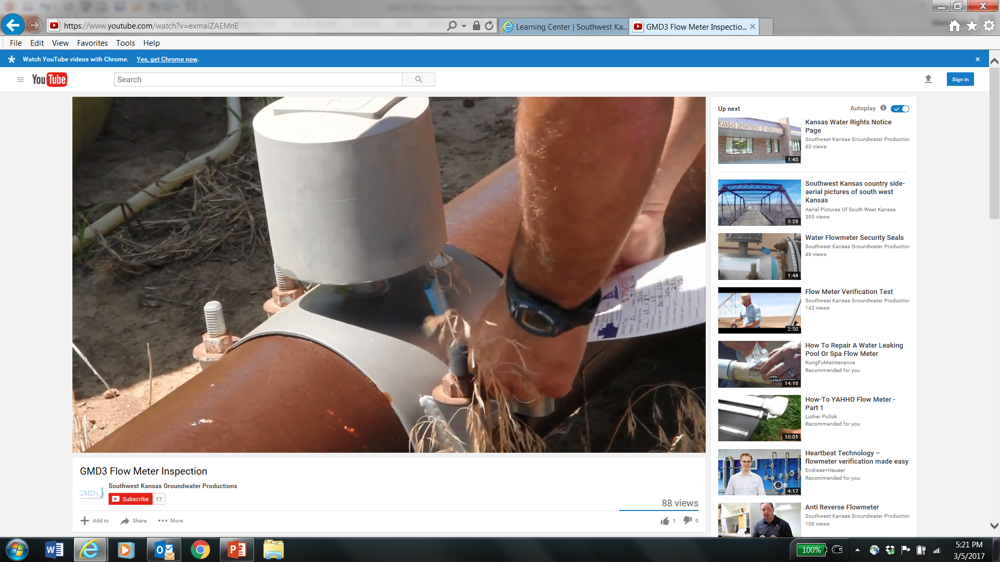 https://www.youtube.com/watch?v=exmaiZAEMnE
Learning Center | Southwest Ka...
GMD3 Flow Meter Inspectio...
File Edit View Favorites Tools Help
Watch YouTube videos with Chrome. Yes, get Chrome now.
YouTube
Search
Sign in
Up next
Autoplay
KANSAS DEPARTMENT OF AGRICULTURE
1:45
Kansas Water Rights Notice
Page
Southwest Kansas Groundwater Production
83 views
3:28
Southwest Kansas country side-
aerial pictures of south west
Kansas
Aerial Pictures Of South West Kansas
395 views
1:44
Water Flowmeter Security Seals
Southwest Kansas Groundwater Production
46 views
2:50
Flow Meter Verification Test
Southwest Kansas Groundwater Production
143 views
14:18
How To Repair A Water Leaking
Pool Or Spa Flow Meter
KungFuMaintenance
Recommended for you
10:01
How-To YAHHO Flow Meter -
Part 1
Luther Pollok
Recommended for you
4:17
Heartbeat Technology –
flowmeter verification made easy
Endress+Hauser
Recommended for you
Anti Reverse Flowmeter
Southwest Kansas Groundwater Production
106 views
GMD3 Flow Meter Inspection
GMD3
Southwest Kansas Groundwater Productions
Subscribe 17
88 views
Add to Share More
1 0
100%
5:21 PM
3/5/2017